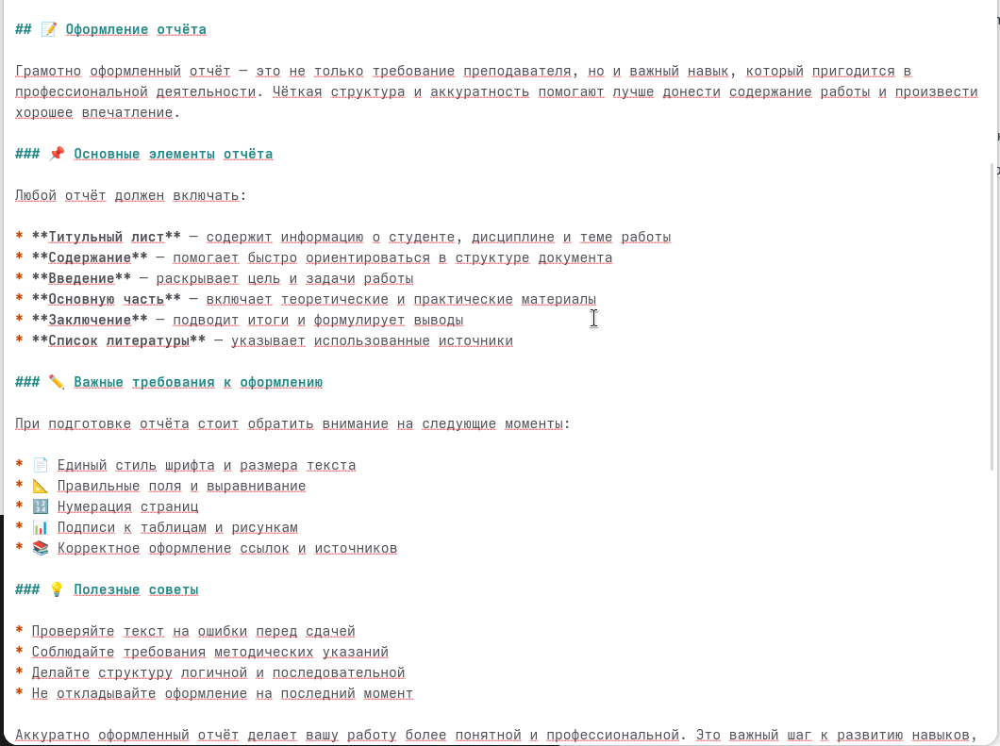 ## 📝 Оформление отчёта
Грамотно оформленный отчёт — это не только требование преподавателя, но и важный навык, который пригодится в
профессиональной деятельности. Чёткая структура и аккуратность помогают лучше донести содержание работы и произвести
хорошее впечатление.
### 📌 Основные элементы отчёта
Любой отчёт должен включать:
* **Титульный лист** — содержит информацию о студенте, дисциплине и теме работы
* **Содержание** — помогает быстро ориентироваться в структуре документа
* **Введение** — раскрывает цель и задачи работы
* **Основную часть** — включает теоретические и практические материалы
* **Заключение** — подводит итоги и формулирует выводы
* **Список литературы** — указывает использованные источники
### ✏️ Важные требования к оформлению
При подготовке отчёта стоит обратить внимание на следующие моменты:
* 📄 Единый стиль шрифта и размера текста
* 📐 Правильные поля и выравнивание
* 🔢 Нумерация страниц
* 📊 Подписи к таблицам и рисункам
* 📚 Корректное оформление ссылок и источников
### 💡 Полезные советы
* Проверяйте текст на ошибки перед сдачей
* Соблюдайте требования методических указаний
* Делайте структуру логичной и последовательной
* Не откладывайте оформление на последний момент
Аккуратно оформленный отчёт делает вашу работу более понятной и профессиональной. Это важный шаг к развитию навыков,